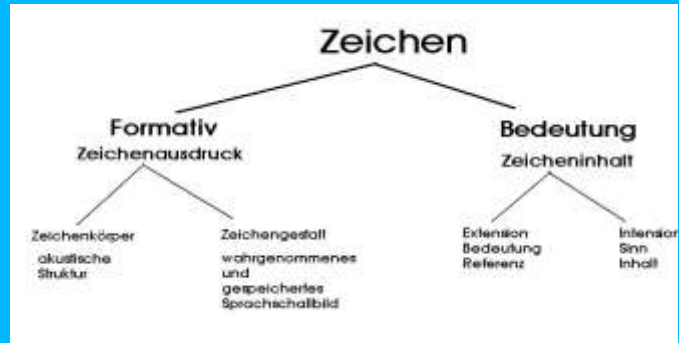 Zeichen
Formativ
Zeichenausdruck
Bedeutung
Zeicheninhalt
Zeichenkörper
akustische
Struktur
Zeichengestalt
wahrgenommenes
und
gespeichertes
Sprachschallbild
Extension
Bedeutung
Referenz
Intension
Sinn
Inhalt